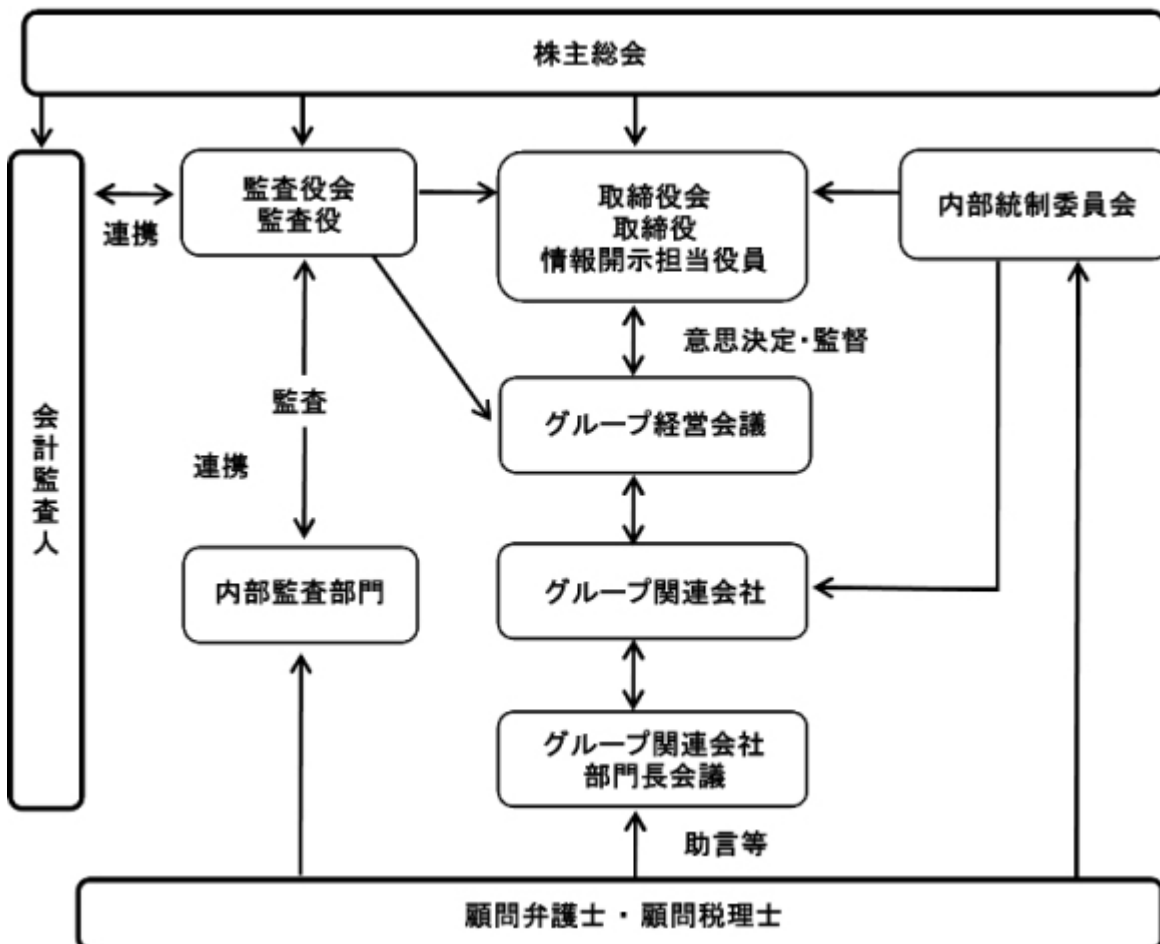 株主総会
監査役会
監査役
取締役会
取締役
情報開示担当役員
内部統制委員会
連携
意思決定・監督
会計監査人
監査
連携
グループ経営会議
内部監査部門
グループ関連会社
グループ関連会社
部門長会議
助言等
顧問弁護士・顧問税理士